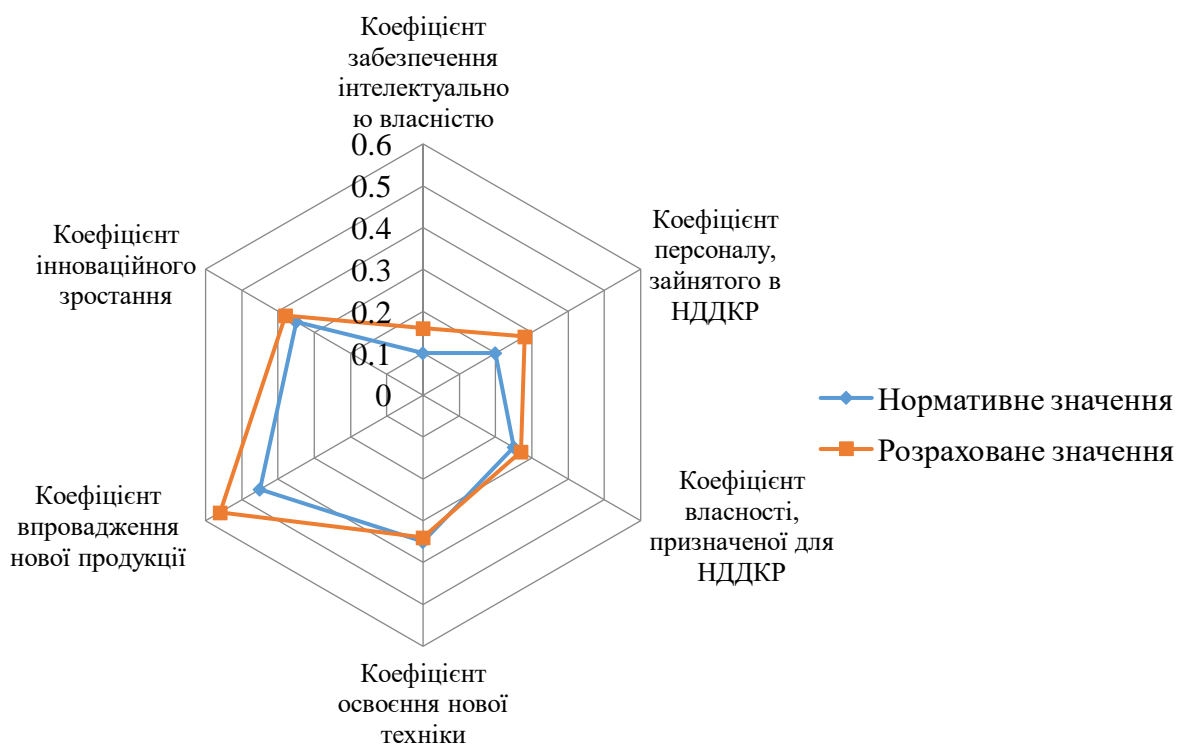 Коефіцієнт
забезпечення
інтелектуально
ю власністю
0.6
0.5
0.4
0.3
0.2
0.1
0
Коефіцієнт
персоналу,
зайнятого в
НДДКР
Коефіцієнт
власності,
призначеної для
НДДКР
Коефіцієнт
освоєння нової
техніки
Коефіцієнт
впровадження
нової продукції
Коефіцієнт
інноваційного
зростання
Нормативне значення
Розраховане значення